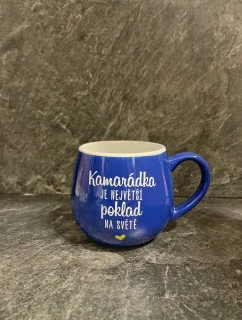 Kamarádka
JE NEJVĚTŠÍ
poklad
NA SVĚTĚ